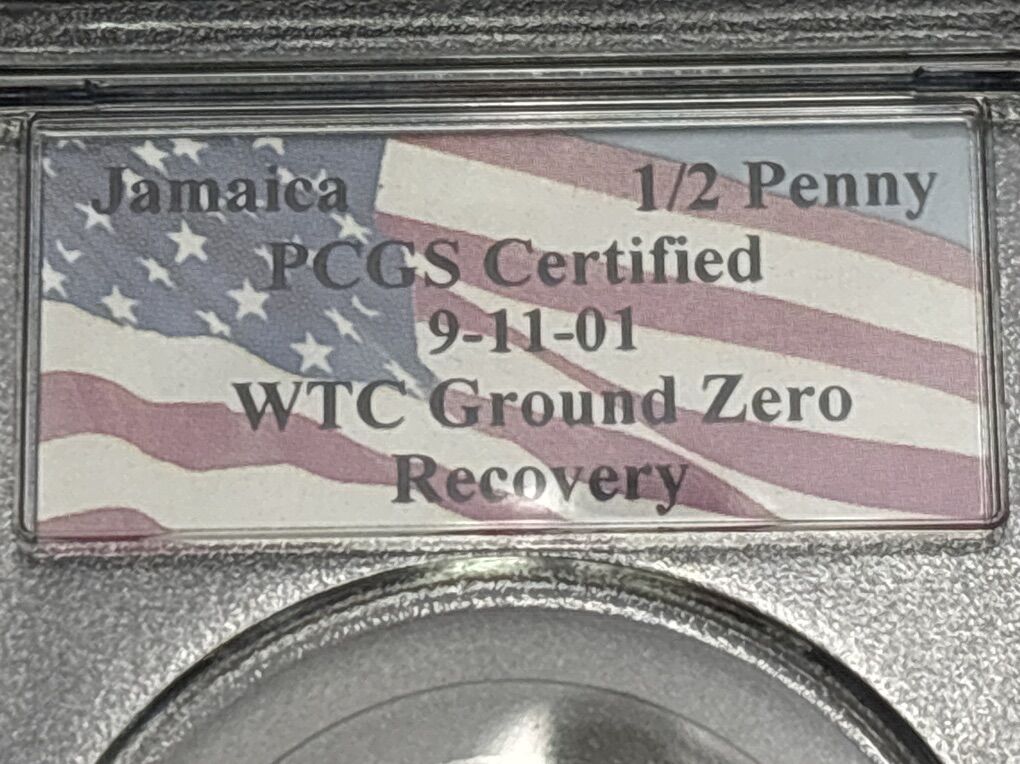 Jamaica 1/2 Penny
PCGS Certified
9-11-01
WTC Ground Zero
Recovery